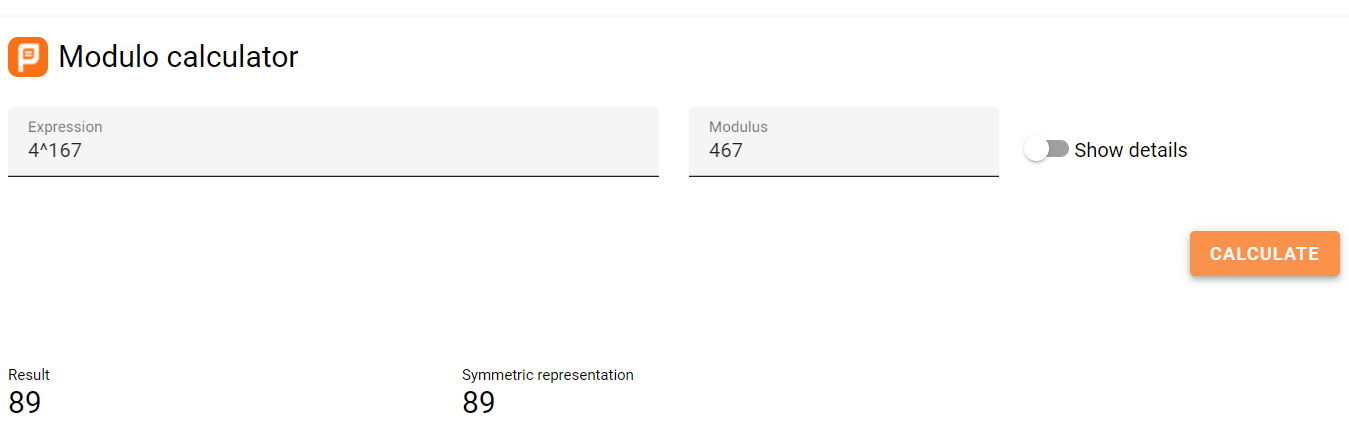 Modulo calculator
Expression
4^167
Modulus
467
Show details
CALCULATE
Result
89
Symmetric representation
89